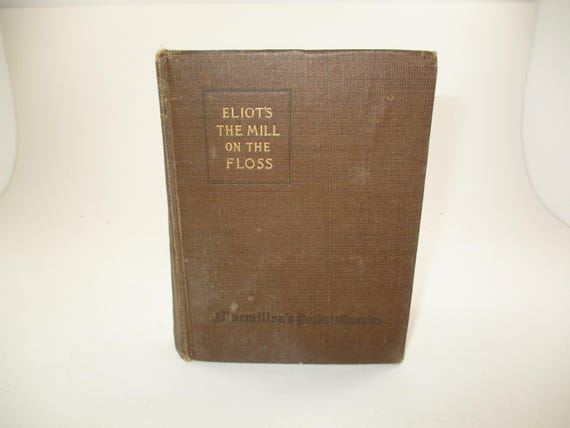 ELIOT'S
THE MILL
ON THE
FLOSS
Macmillan's Pocket Classics